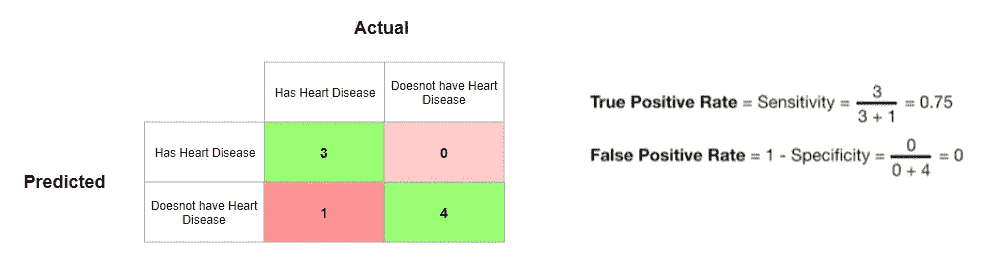 Actual
Has Heart Disease
Doesnot have Heart
Disease
Has Heart Disease
3
0
Predicted
Doesnot have Heart
Disease
1
4
True Positive Rate = Sensitivity = 3 / 3 + 1 = 0.75
False Positive Rate = 1 - Specificity = 0 / 0 + 4 = 0